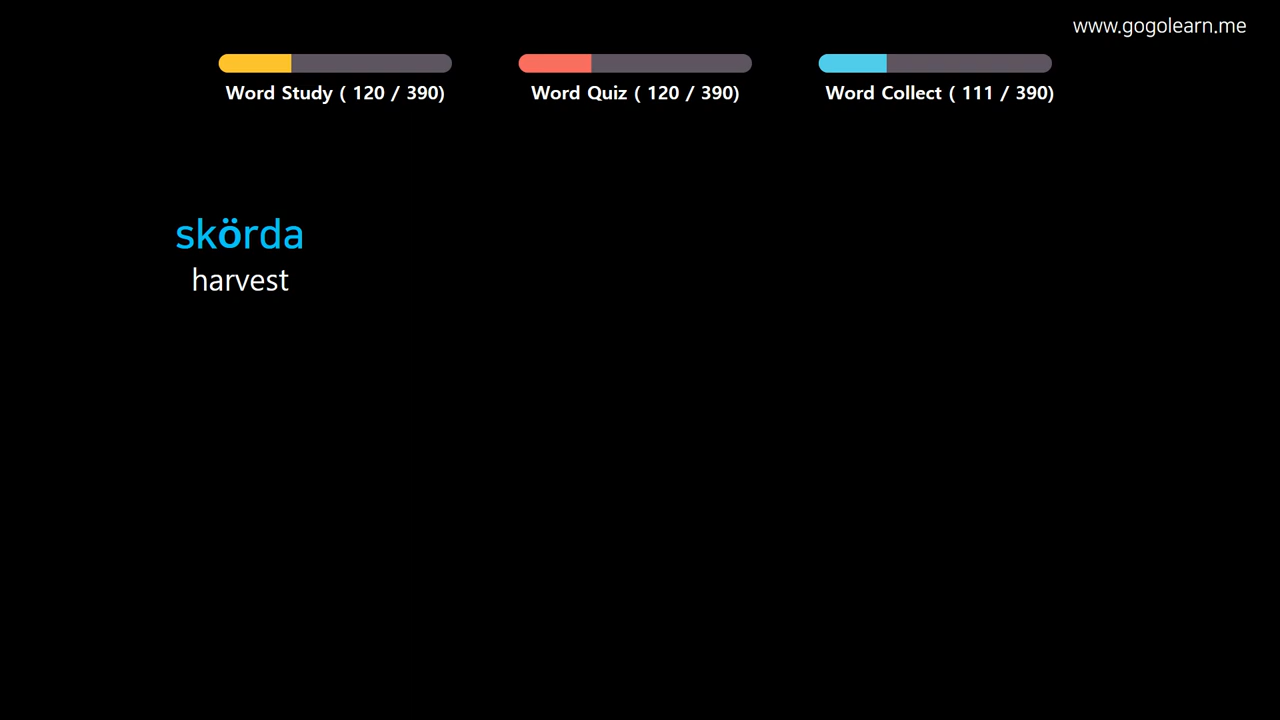 www.gogolearn.me
Word Study ( 120 / 390)
Word Quiz ( 120 / 390)
Word Collect ( 111 / 390)
skörda
harvest